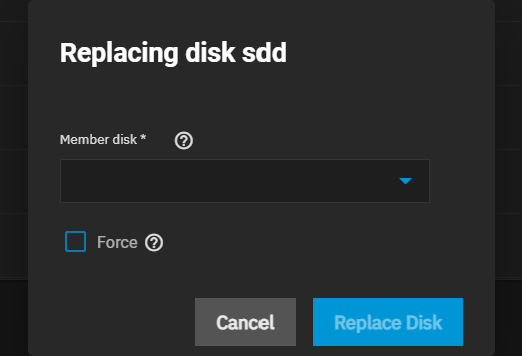 Replacing disk sdd
Member disk *
Force
Cancel
Replace Disk